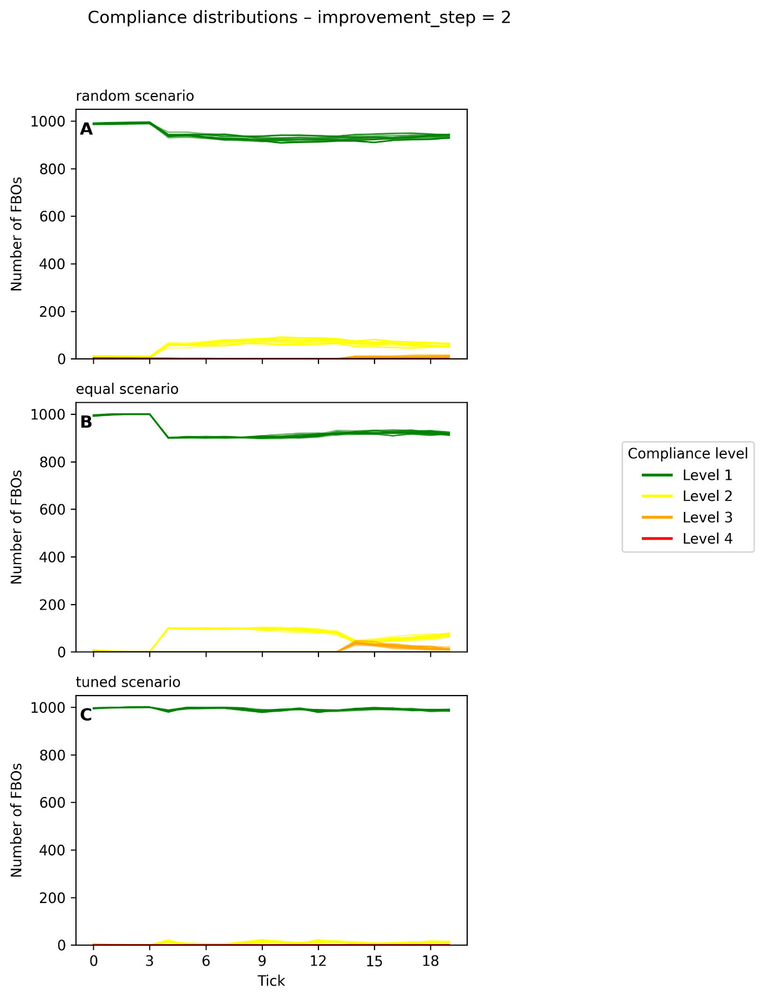 Compliance distributions – improvement_step = 2
random scenario
A
1000
800
600
400
200
0
Number of FBOs
equal scenario
B
1000
800
600
400
200
0
Number of FBOs
Compliance level
Level 1
Level 2
Level 3
Level 4
tuned scenario
C
1000
800
600
400
200
0
Number of FBOs
0 3 6 9 12 15 18
Tick